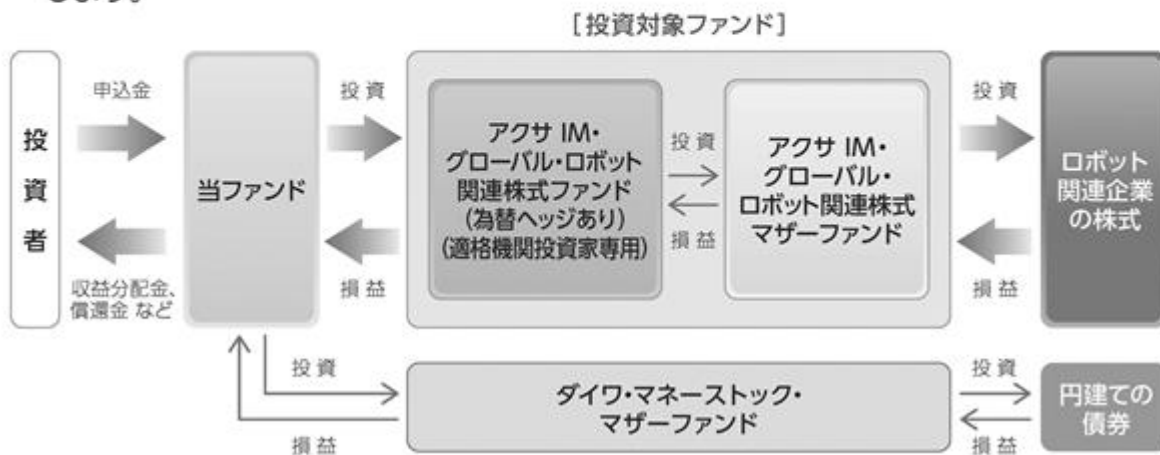 します。
[投資対象ファンド]
投資者
申込金
収益分配金、
償還金 など
当ファンド
投資
損益
アクサ IM・
グローバル・ロボット
関連株式ファンド
(為替ヘッジあり)
(適格機関投資家専用)
投資
損益
アクサ IM・
グローバル・
ロボット関連株式
マザーファンド
投資
損益
ロボット
関連企業
の株式
投資
損益
ダイワ・マネーストック・
マザーファンド
投資
損益
円建ての
債券